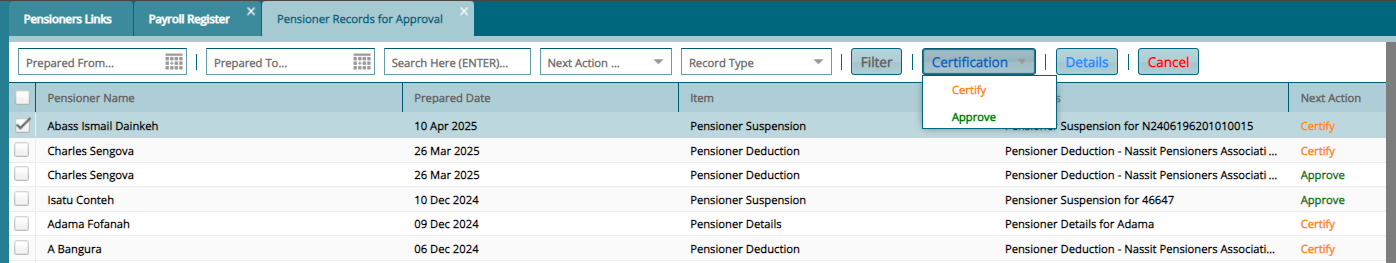 Pensioners Links Payroll Register × Pensioner Records for Approval ×
Prepared From... Prepared To... Search Here (ENTER)... Next Action ... Record Type Filter Certification Details Cancel
Certify
Approve
Pensioner Name Prepared Date Item Next Action
Abass Ismail Dainkeh 10 Apr 2025 Pensioner Suspension Pensioner Suspension for N2406196201010015 Certify
Charles Sengova 26 Mar 2025 Pensioner Deduction Pensioner Deduction - Nassit Pensioners Associati ... Certify
Charles Sengova 26 Mar 2025 Pensioner Deduction Pensioner Deduction - Nassit Pensioners Associati ... Approve
Isatu Conteh 10 Dec 2024 Pensioner Suspension Pensioner Suspension for 46647 Approve
Adama Fofanah 09 Dec 2024 Pensioner Details Pensioner Details for Adama Certify
A Bangura 06 Dec 2024 Pensioner Deduction Pensioner Deduction - Nassit Pensioners Associati... Certify